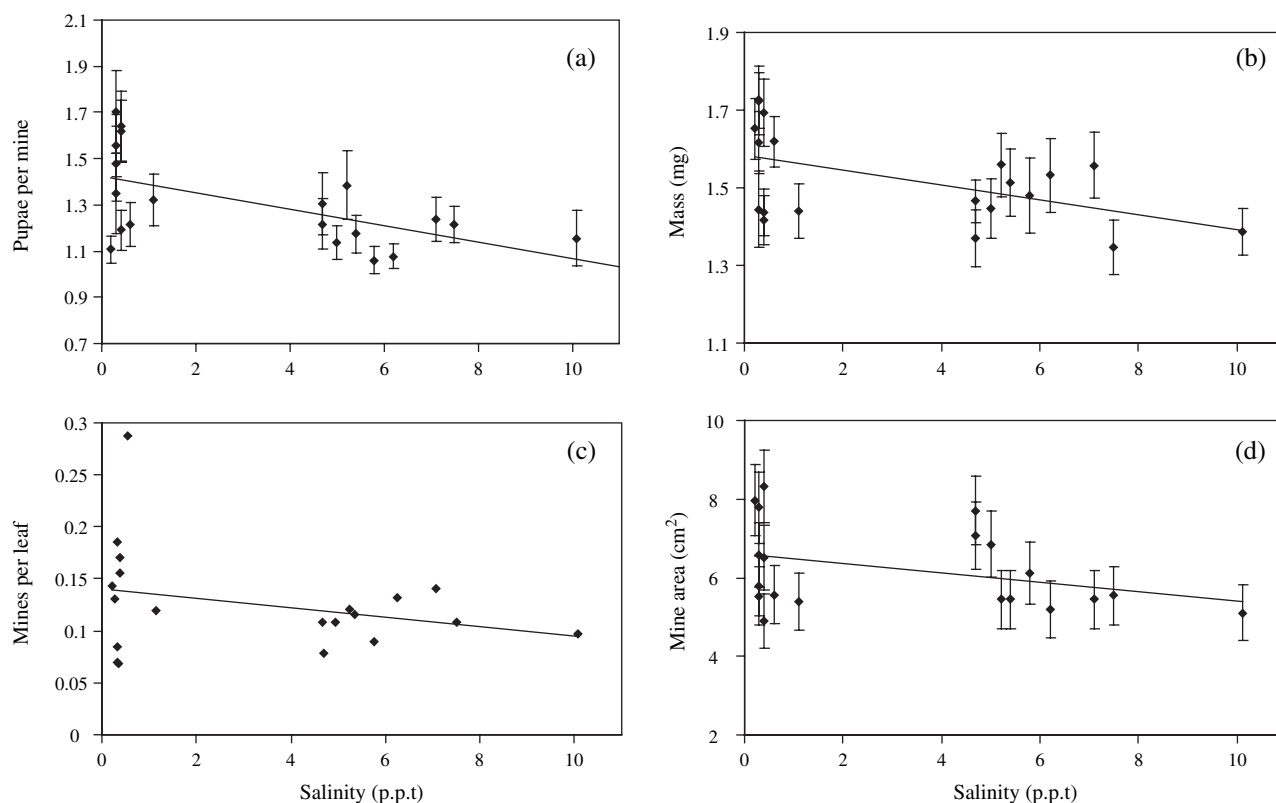 (a)
Pupae per mine
2.1
1.9
1.7
1.5
1.3
1.1
0.9
0.7
0 2 4 6 8 10
(b)
Mass (mg)
1.9
1.7
1.5
1.3
1.1
0 2 4 6 8 10
(c)
Mines per leaf
0.3
0.25
0.2
0.15
0.1
0.05
0
0 2 4 6 8 10
Salinity (p.p.t)
(d)
Mine area (cm²)
10
8
6
4
2
0 2 4 6 8 10
Salinity (p.p.t)